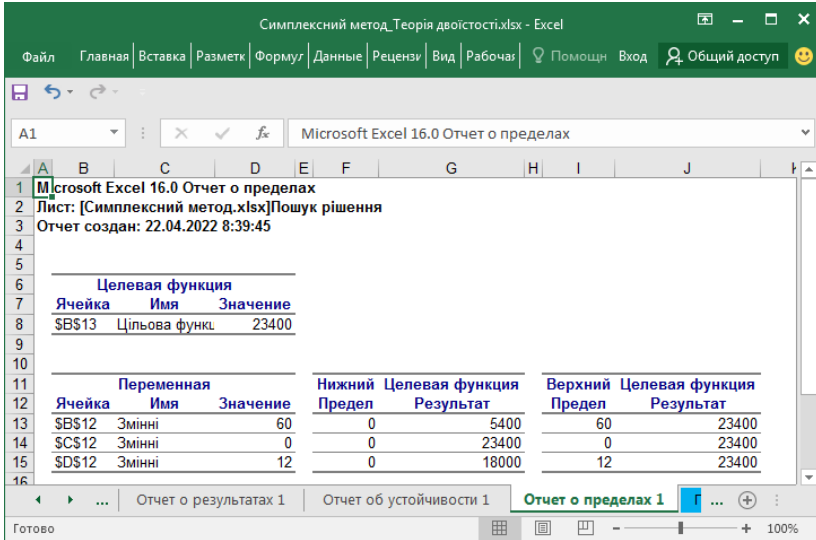 Симплексний метод_Теорія двоїстості.xlsx - Excel
Файл Главная Вставка Разметк Формул Данные Рецензи Вид Рабочая Помощн Вход Общий доступ
A1 fx Microsoft Excel 16.0 Отчет о пределах
A B C D E F G H I J K
1 Microsoft Excel 16.0 Отчет о пределах
2 Лист: [Симплексний метод.xlsx]Пошук рішення
3 Отчет создан: 22.04.2022 8:39:45
4
5
6 Целевая функция
7 Ячейка Имя Значение
8 $B$13 Цільова функц 23400
9
10
11 Переменная Нижний Целевая функция Верхний Целевая функция
12 Ячейка Имя Значение Предел Результат Предел Результат
13 $B$12 Змінні 60 0 5400 60 23400
14 $C$12 Змінні 0 0 23400 0 23400
15 $D$12 Змінні 12 0 18000 12 23400
16
... Отчет о результатах 1 Отчет об устойчивости 1 Отчет о пределах 1 П ...
Готово 100%